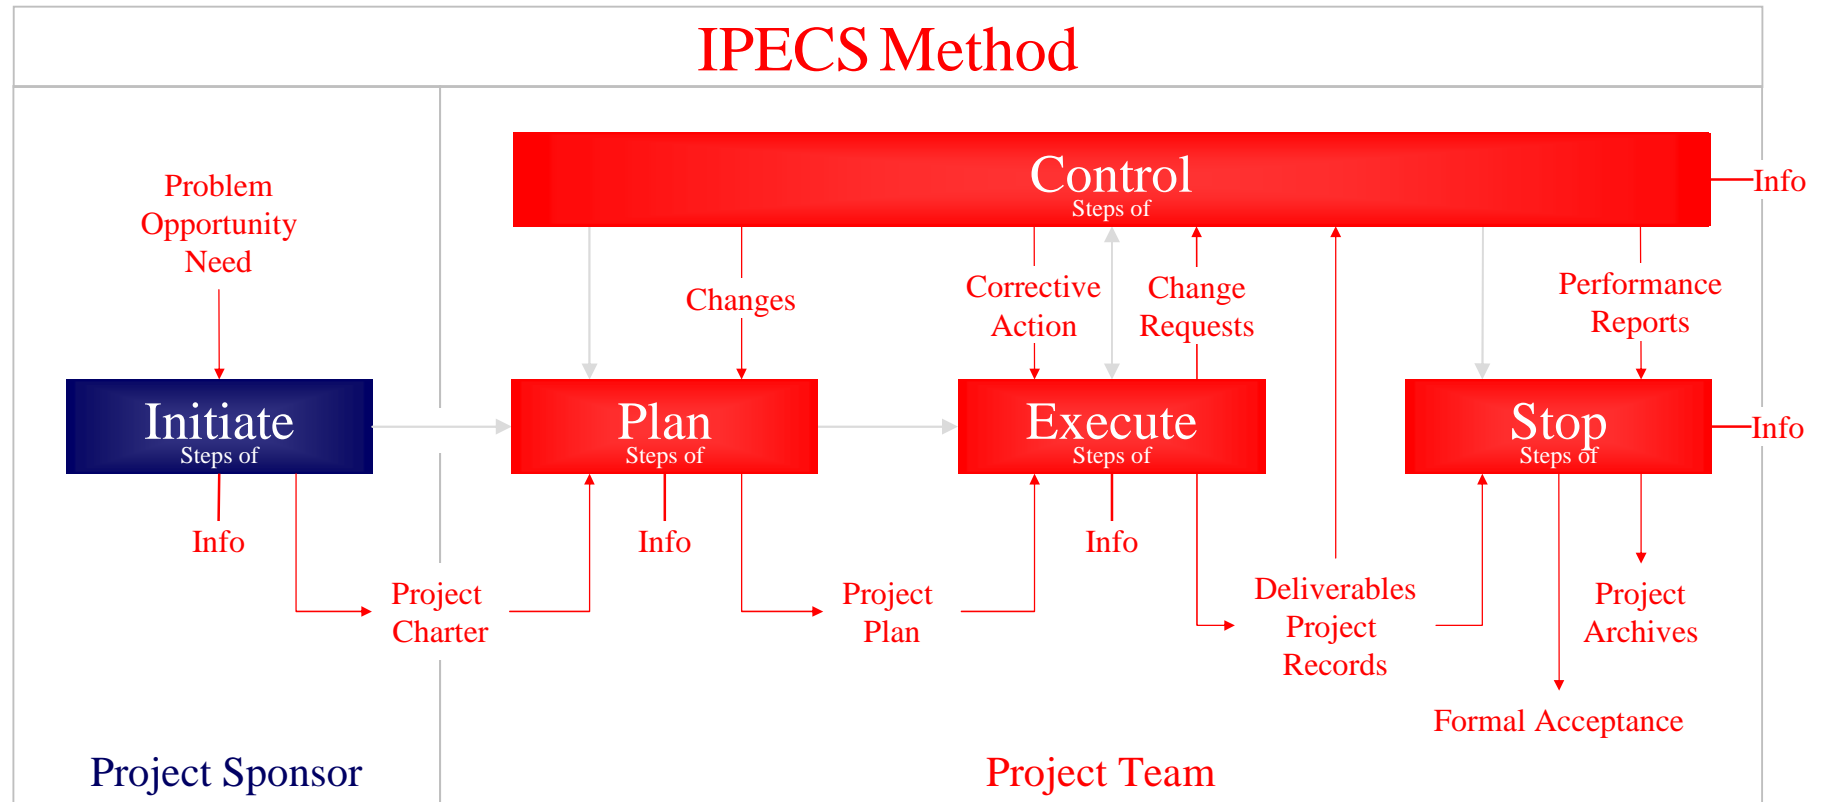 IPECS Method
Control
Steps of
Info
Problem
Opportunity
Need
Changes
Corrective
Action
Change
Requests
Performance
Reports
Initiate
Steps of
Plan
Steps of
Execute
Steps of
Stop
Steps of
Info
Info
Info
Info
Project
Charter
Project
Plan
Deliverables
Project
Records
Project
Archives
Formal Acceptance
Project Sponsor
Project Team